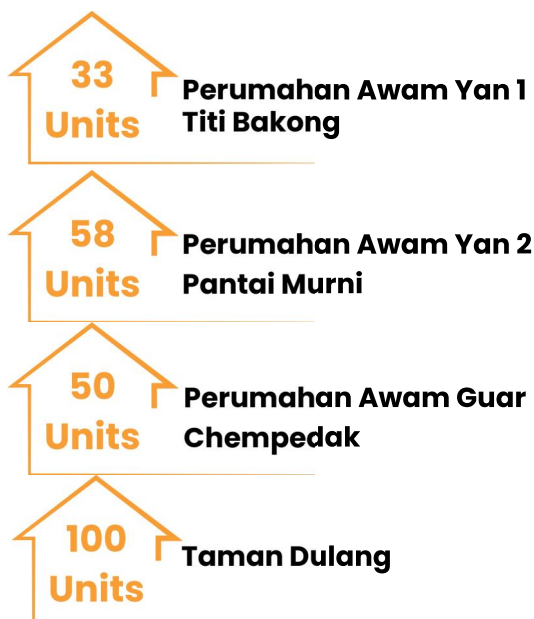 33
Units
Perumahan Awam Yan 1
Titi Bakong
58
Units
Perumahan Awam Yan 2
Pantai Murni
50
Units
Perumahan Awam Guar
Chempedak
100
Units
Taman Dulang